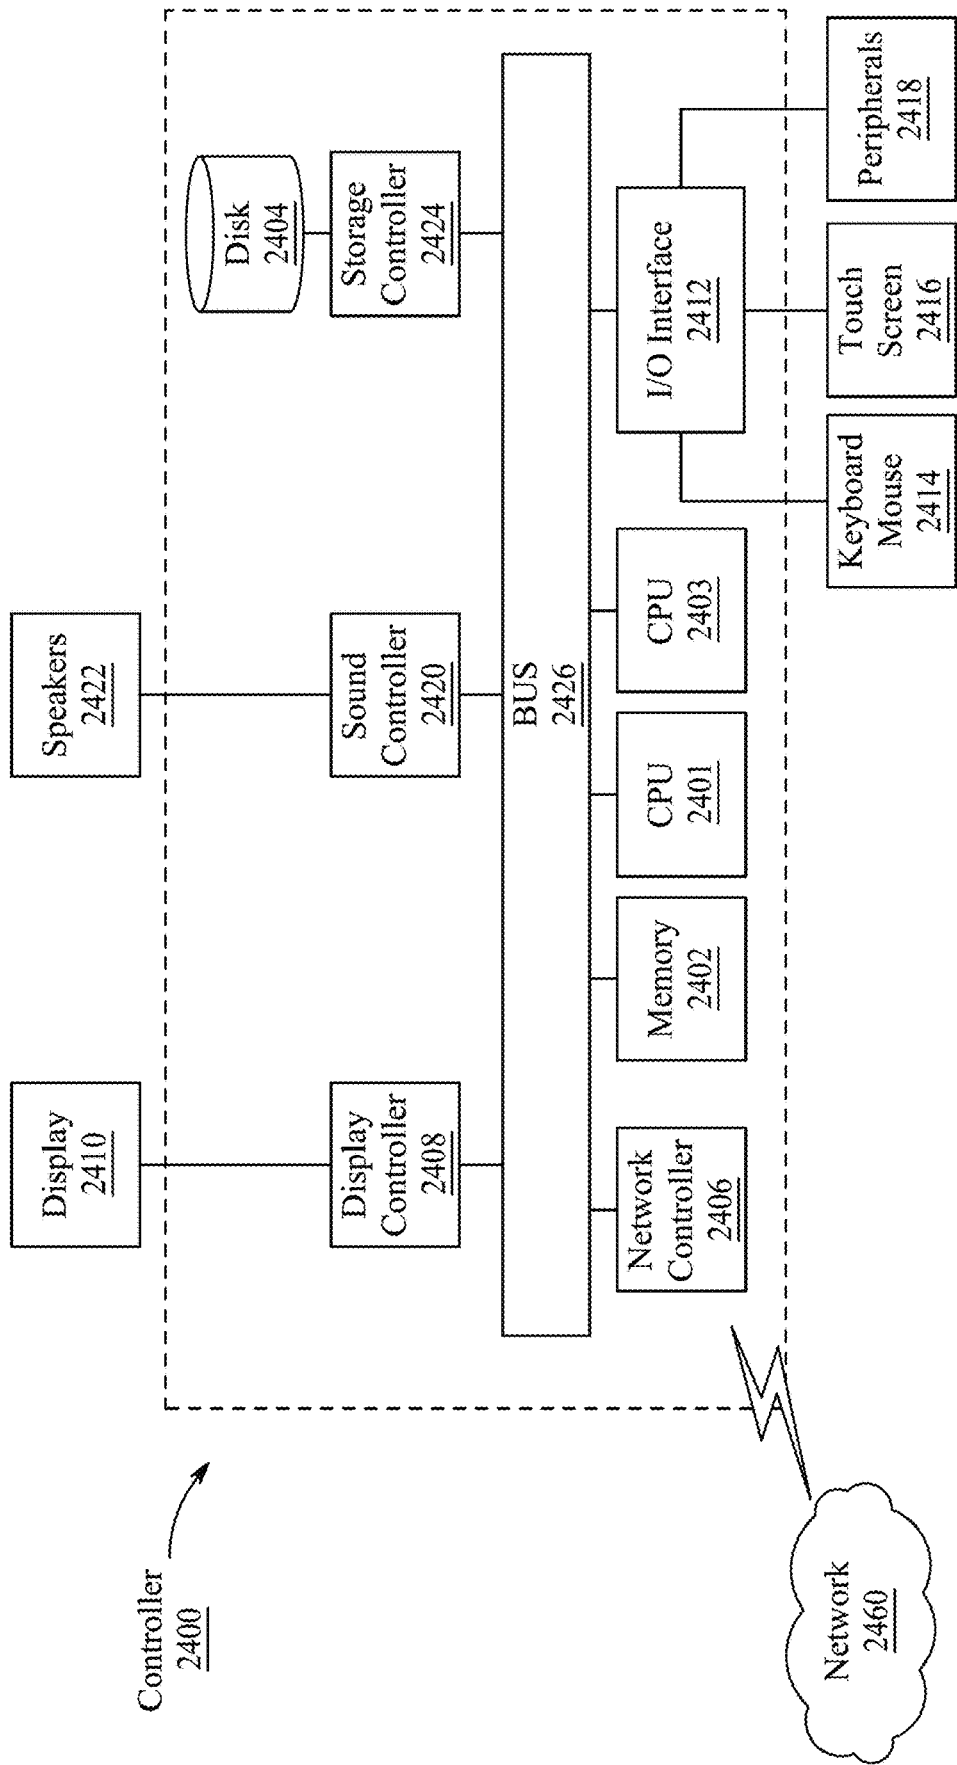 Controller
2400
Display
2410
Speakers
2422
Disk
2404
Display
Controller
2408
Sound
Controller
2420
Storage
Controller
2424
BUS
2426
Network
Controller
2406
Memory
2402
CPU
2401
CPU
2403
I/O Interface
2412
Network
2460
Keyboard
Mouse
2414
Touch
Screen
2416
Peripherals
2418